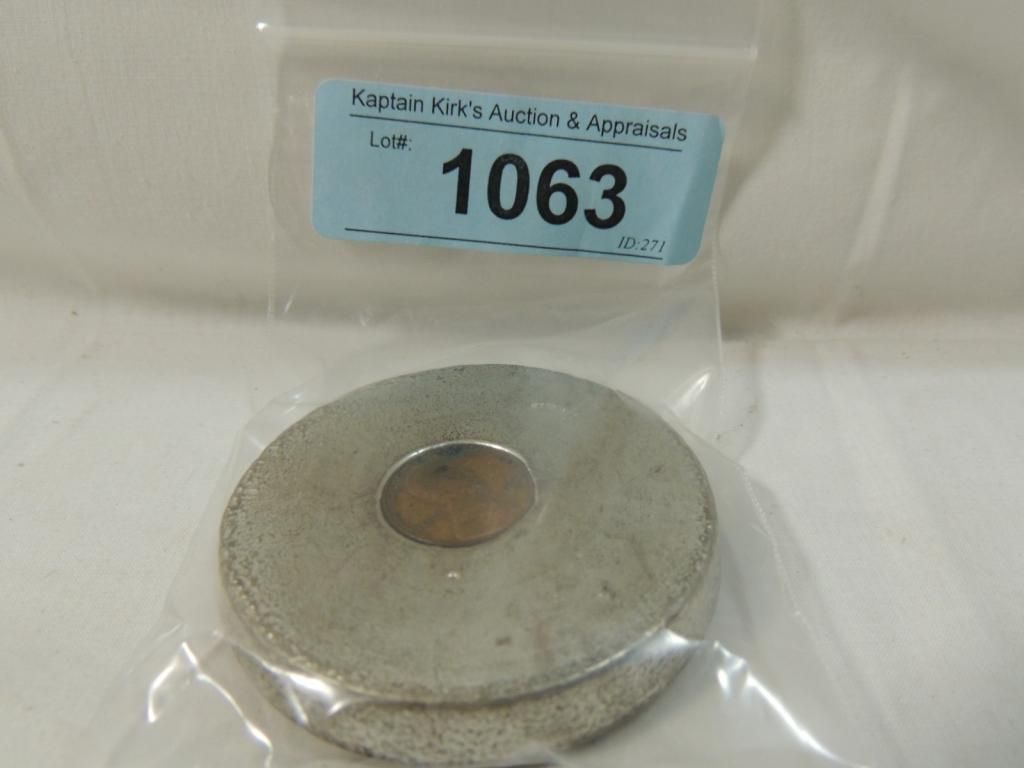 Kaptain Kirk's Auction & Appraisals
Lot#:
1063
ID:271